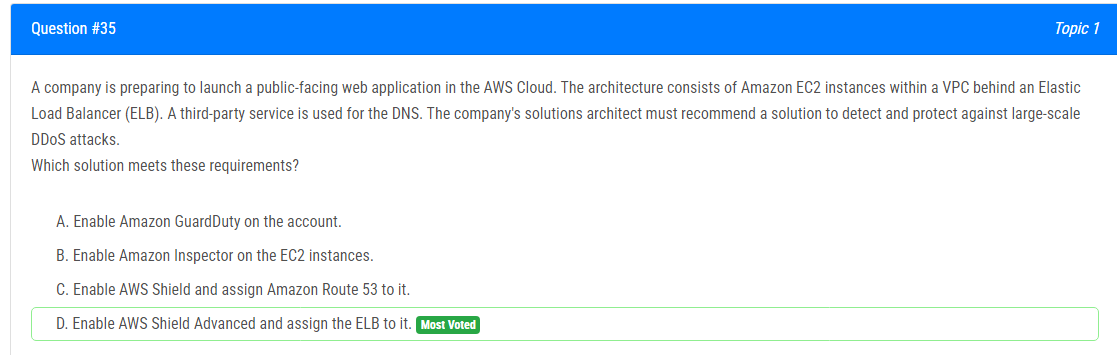 Question #35
Topic 1
A company is preparing to launch a public-facing web application in the AWS Cloud. The architecture consists of Amazon EC2 instances within a VPC behind an Elastic
Load Balancer (ELB). A third-party service is used for the DNS. The company's solutions architect must recommend a solution to detect and protect against large-scale
DDoS attacks.
Which solution meets these requirements?
A. Enable Amazon GuardDuty on the account.
B. Enable Amazon Inspector on the EC2 instances.
C. Enable AWS Shield and assign Amazon Route 53 to it.
D. Enable AWS Shield Advanced and assign the ELB to it. Most Voted